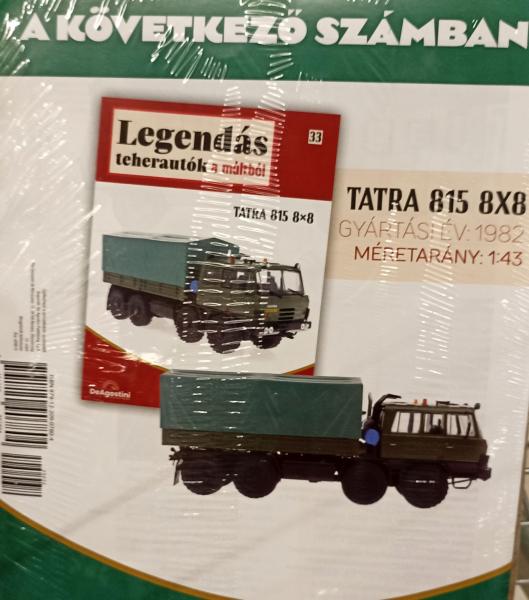 A KÖVETKEZŐ SZÁMBAN
Legendás
teherautók a múltból
33
TATRA 815 8×8
DeAgostini
TATRA 815 8X8
GYÁRTÁSI ÉV: 1982
MÉRETARÁNY: 1:43